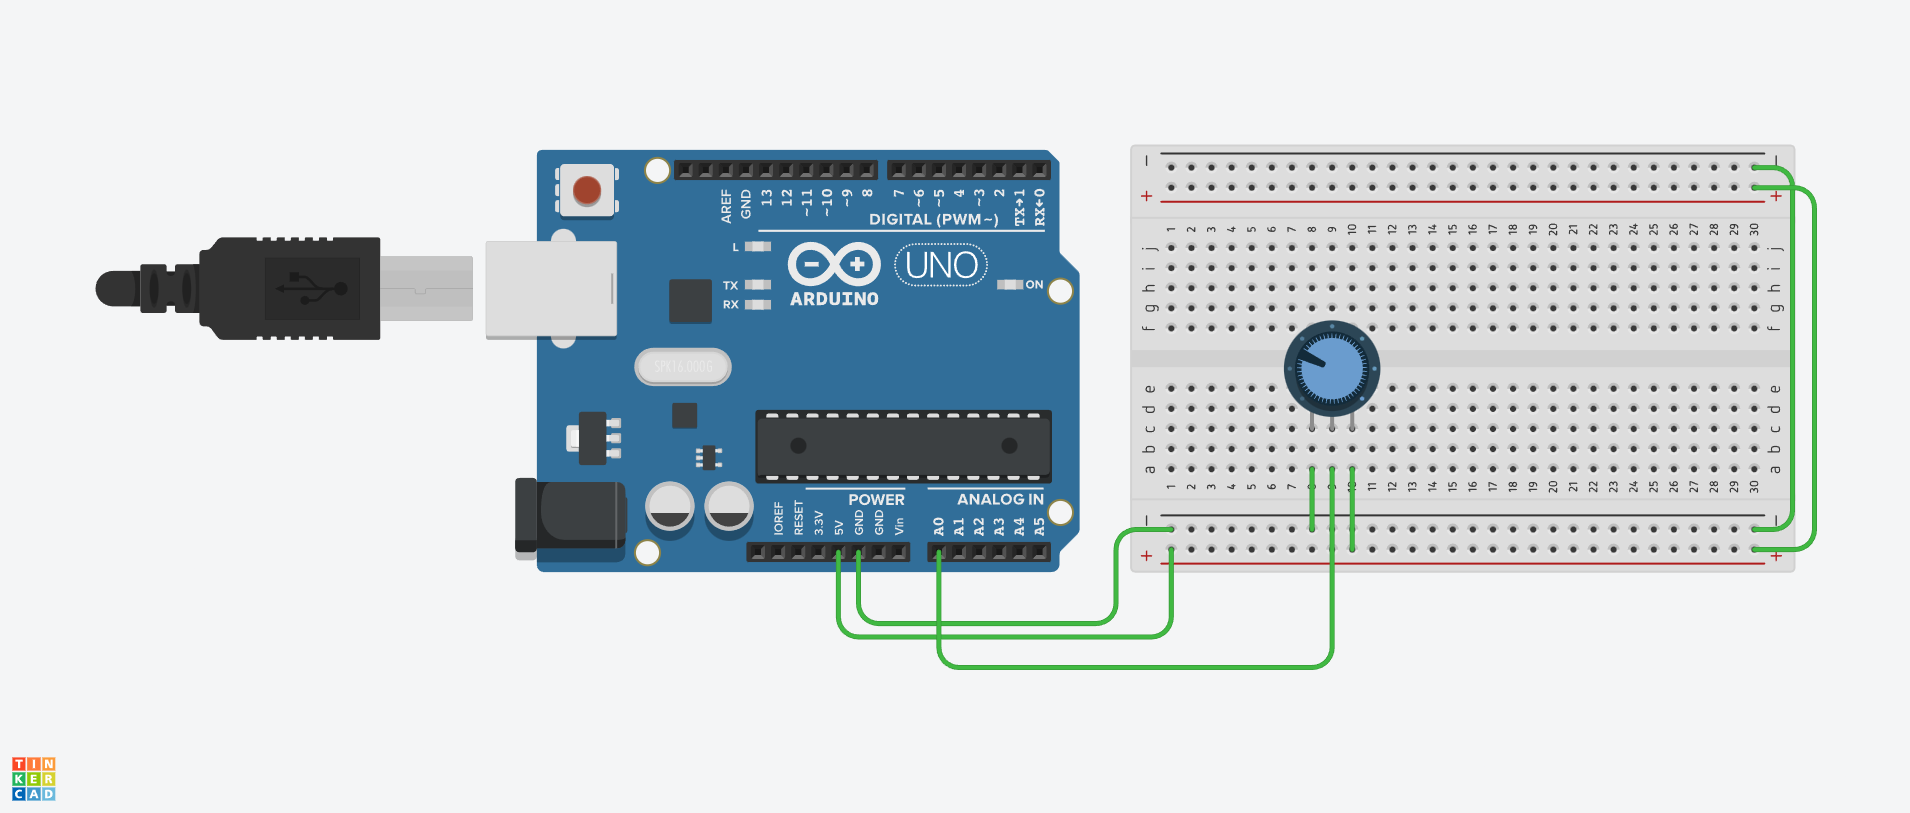 AREF
GND
13
12
~11
~10
~9
8
7
~6
~5
4
~3
2
TX→1
RX←0
DIGITAL (PWM~)
L
TX
RX
UNO
ON
ARDUINO
SPK16.000G
POWER
ANALOG IN
IOREF
RESET
3.3V
5V
GND
GND
Vin
A0
A1
A2
A3
A4
A5
− −
+ +
1 2 3 4 5 6 7 8 9 10 11 12 13 14 15 16 17 18 19 20 21 22 23 24 25 26 27 28 29 30
j j
i i
h h
g g
f f
e e
d d
c c
b b
a a
1 2 3 4 5 6 7 8 9 10 11 12 13 14 15 16 17 18 19 20 21 22 23 24 25 26 27 28 29 30
− −
+ +
TIN
KER
CAD